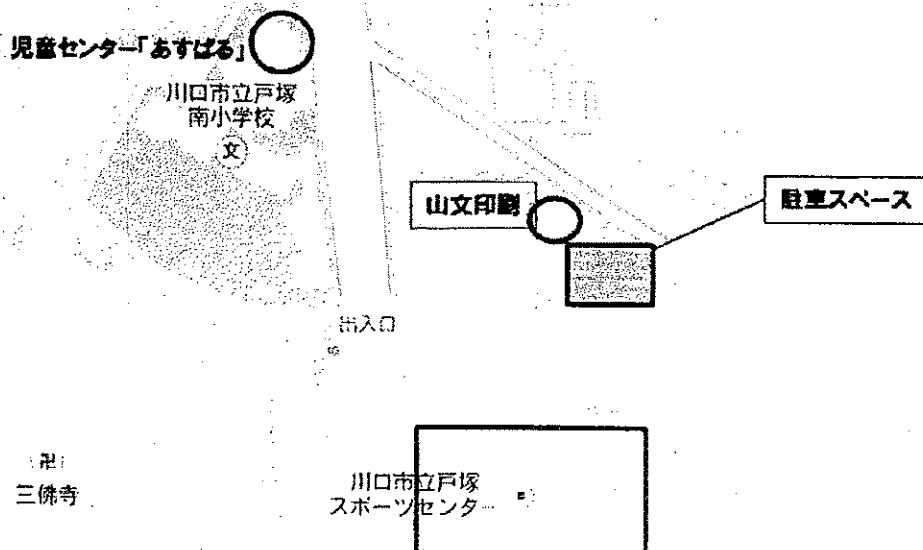 児童センター「あすぱる」
川口市立戸塚
南小学校
文
山文印刷
駐車スペース
出入口
卍
三佛寺
川口市立戸塚
スポーツセンター